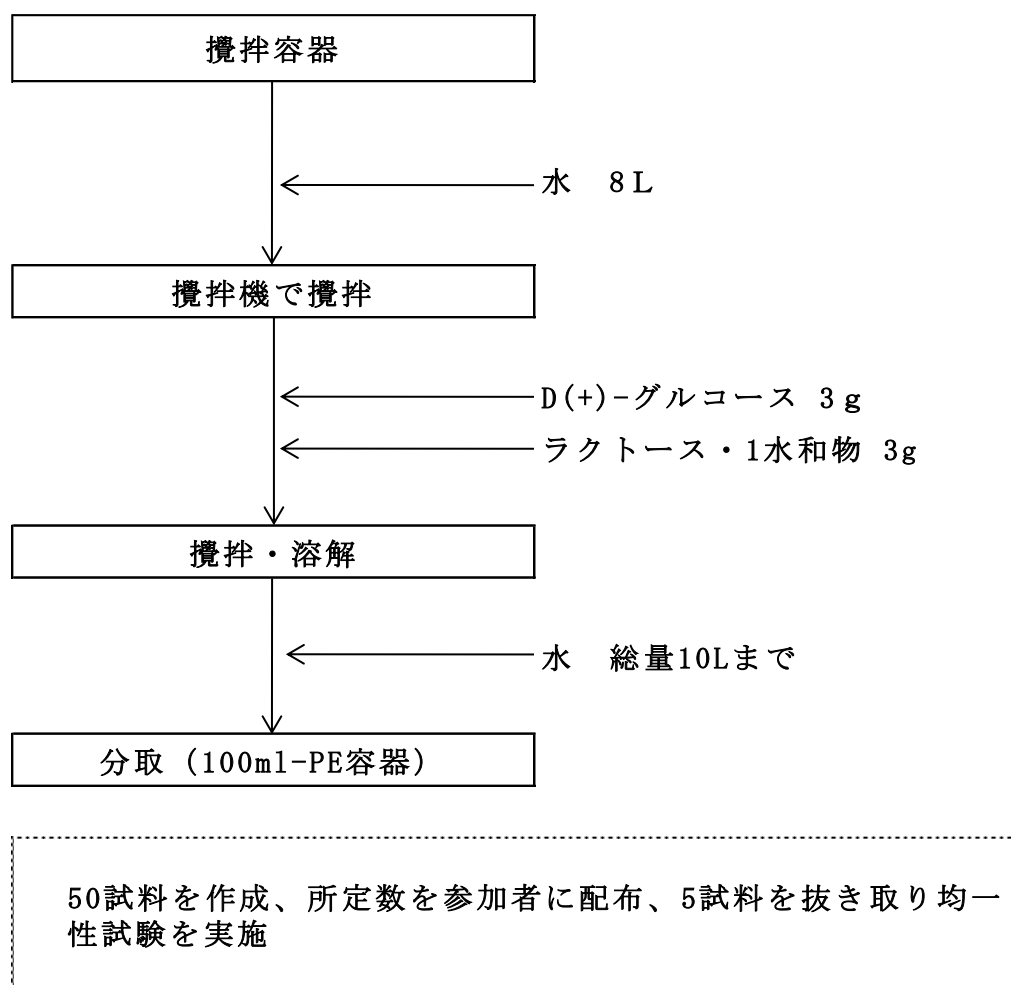 攪拌容器
水　8L
攪拌機で攪拌
D(+)-グルコース 3g
ラクトース・1水和物 3g
攪拌・溶解
水　総量10Lまで
分取（100ml-PE容器）
50試料を作成、所定数を参加者に配布、5試料を抜き取り均一
性試験を実施